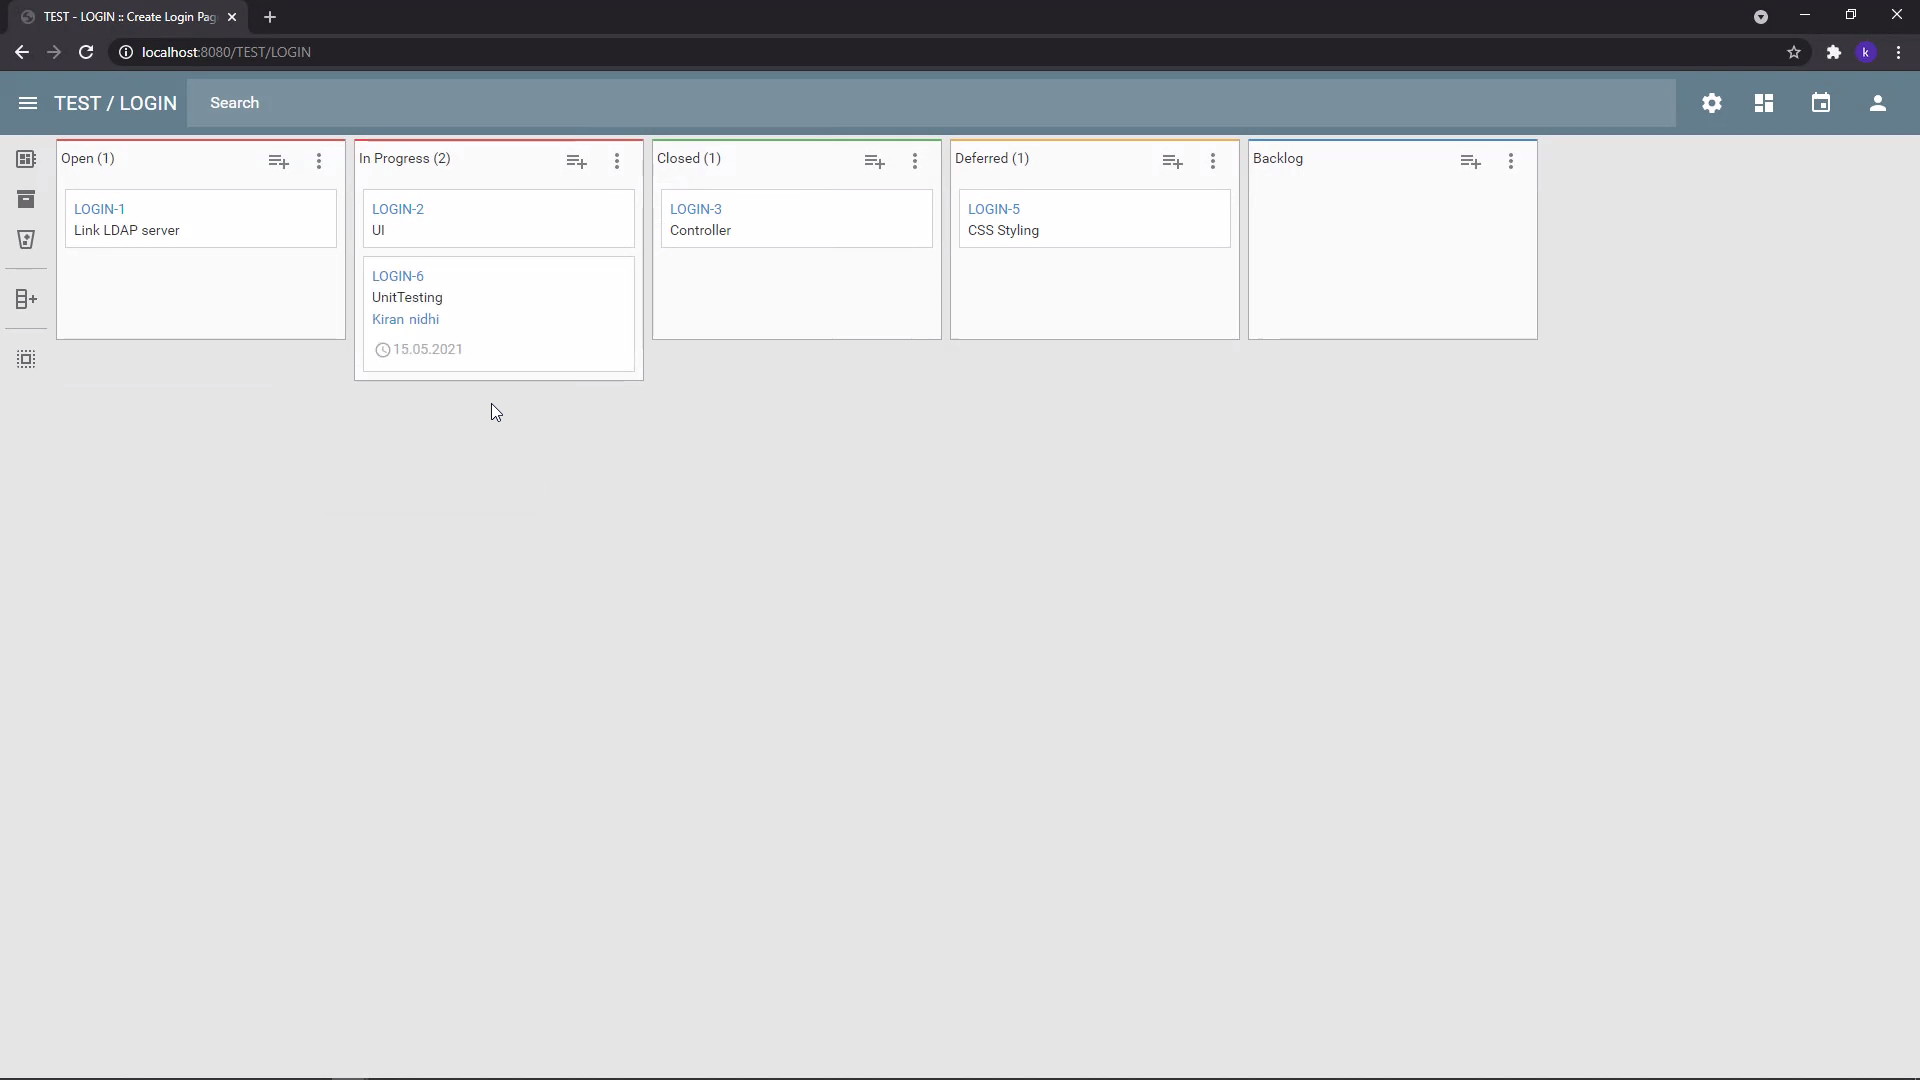 TEST - LOGIN :: Create Login Pag
localhost:8080/TEST/LOGIN
k
TEST / LOGIN
Search
Open (1)
LOGIN-1
Link LDAP server
In Progress (2)
LOGIN-2
UI
LOGIN-6
UnitTesting
Kiran nidhi
15.05.2021
Closed (1)
LOGIN-3
Controller
Deferred (1)
LOGIN-5
CSS Styling
Backlog